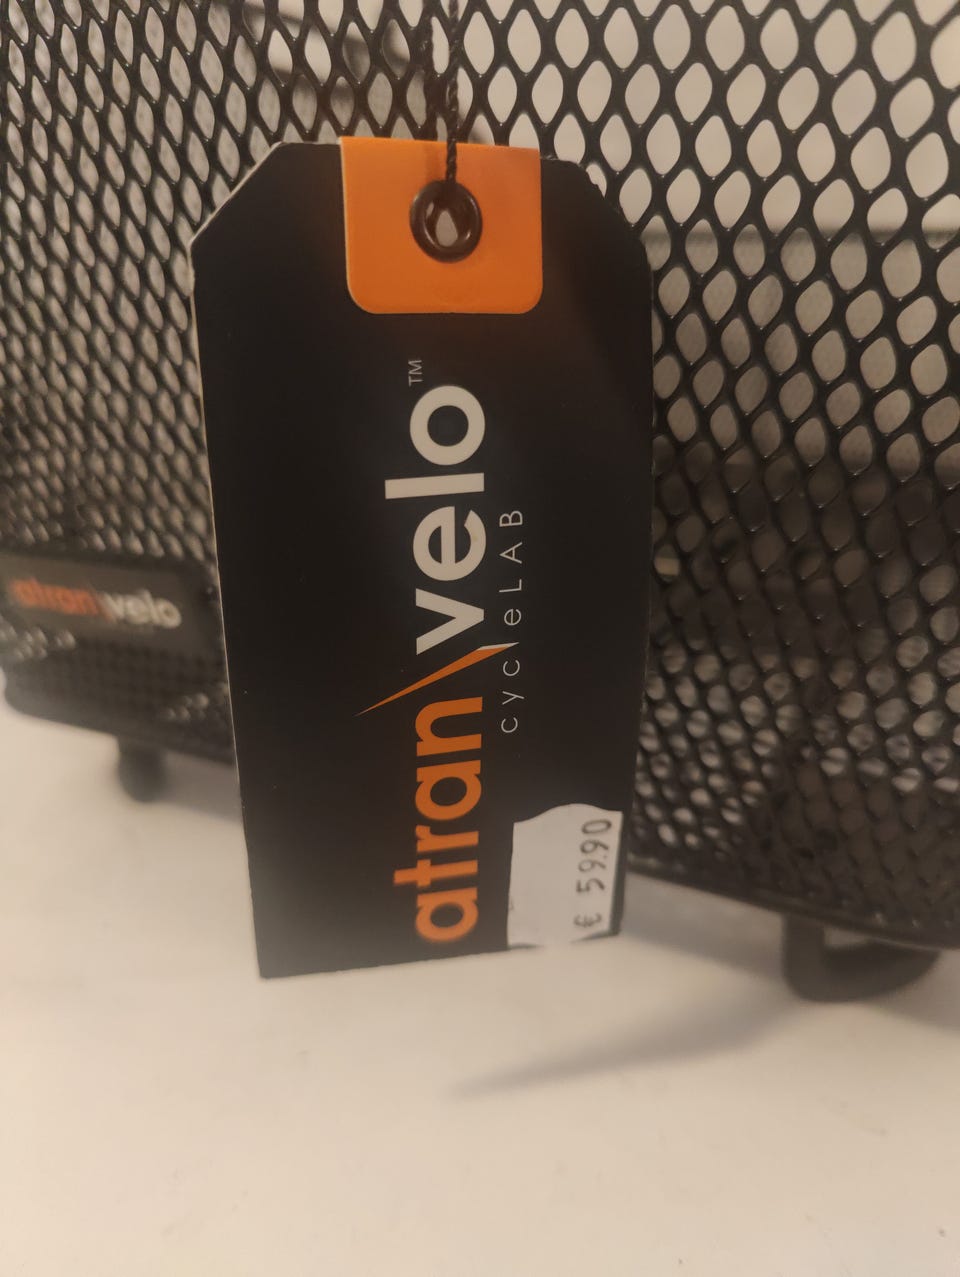 atranvelo™
cycleLAB
€ 59.90
atranvelo